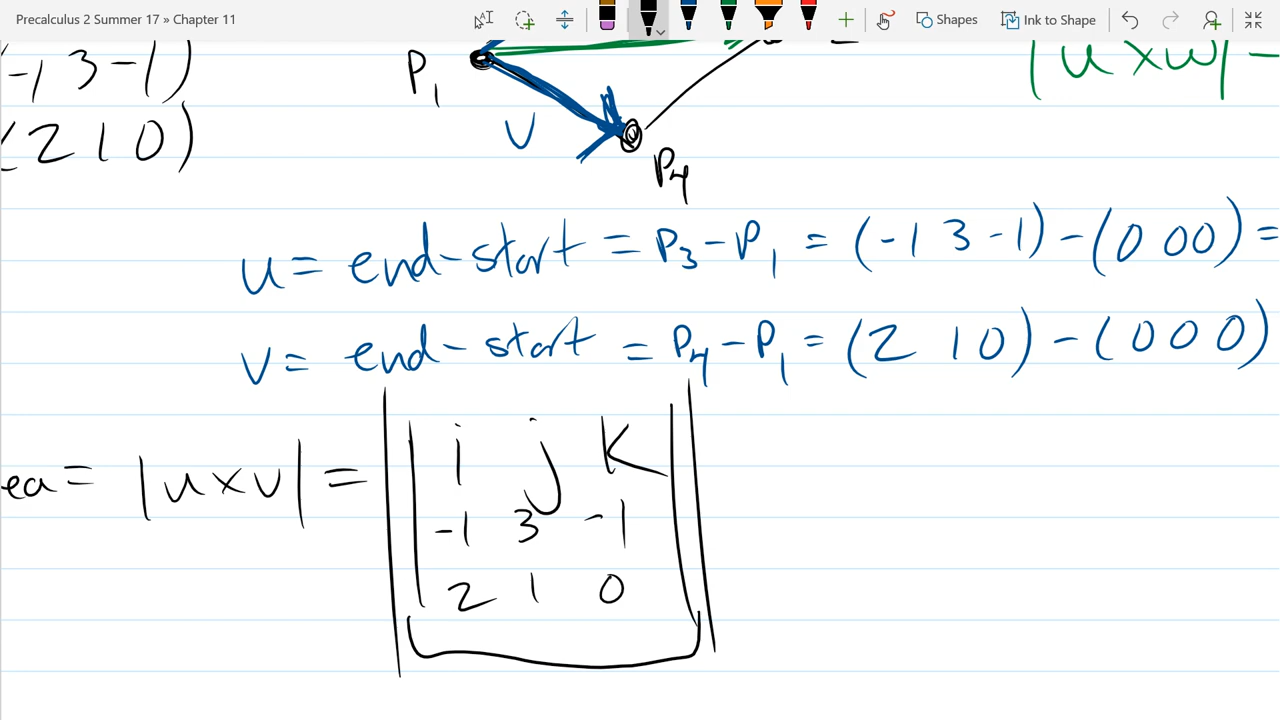 Precalculus 2 Summer 17 » Chapter 11
Shapes
Ink to Shape
-1 3 -1)
(2 1 0)
P1
V
P4
|u×w| =
u = end-start = P3-P1 = (-1 3 -1) - (0 0 0) =
v = end-start = P4-P1 = (2 1 0) - (0 0 0)
ea = |u×v| =
i j k
-1 3 -1
2 1 0